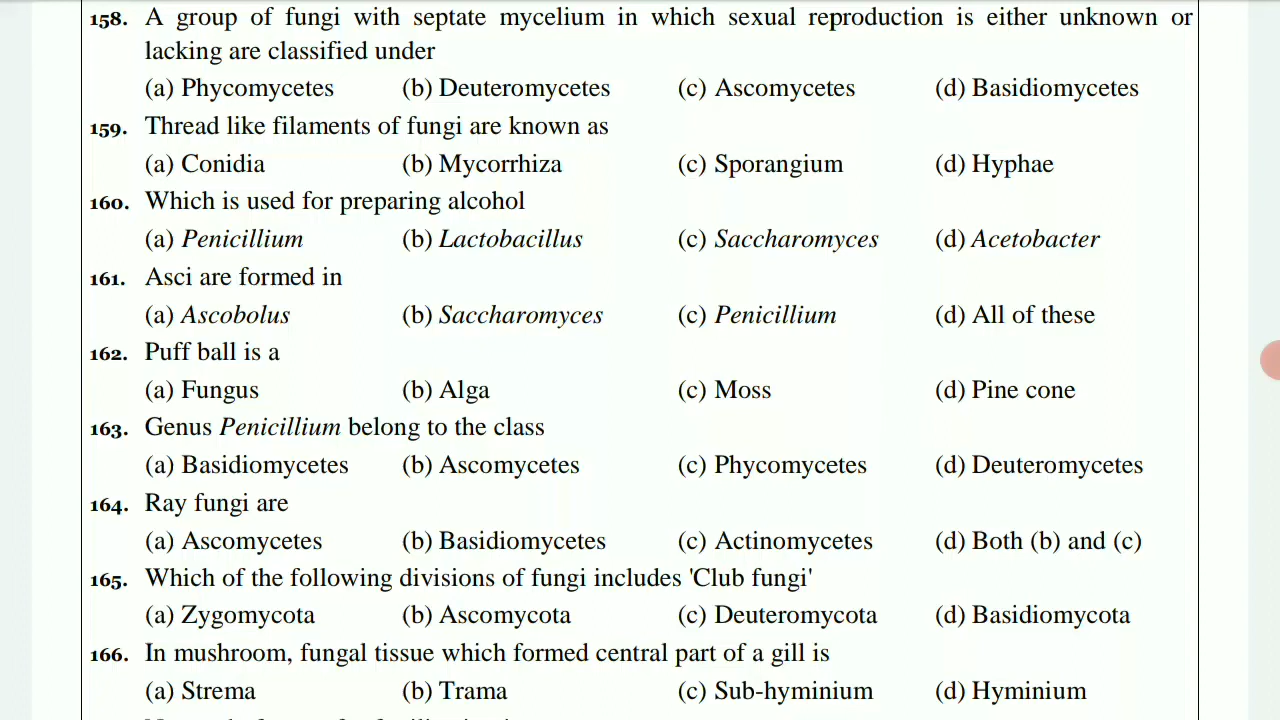 158. A group of fungi with septate mycelium in which sexual reproduction is either unknown or
lacking are classified under
(a) Phycomycetes (b) Deuteromycetes (c) Ascomycetes (d) Basidiomycetes
159. Thread like filaments of fungi are known as
(a) Conidia (b) Mycorrhiza (c) Sporangium (d) Hyphae
160. Which is used for preparing alcohol
(a) Penicillium (b) Lactobacillus (c) Saccharomyces (d) Acetobacter
161. Asci are formed in
(a) Ascobolus (b) Saccharomyces (c) Penicillium (d) All of these
162. Puff ball is a
(a) Fungus (b) Alga (c) Moss (d) Pine cone
163. Genus Penicillium belong to the class
(a) Basidiomycetes (b) Ascomycetes (c) Phycomycetes (d) Deuteromycetes
164. Ray fungi are
(a) Ascomycetes (b) Basidiomycetes (c) Actinomycetes (d) Both (b) and (c)
165. Which of the following divisions of fungi includes 'Club fungi'
(a) Zygomycota (b) Ascomycota (c) Deuteromycota (d) Basidiomycota
166. In mushroom, fungal tissue which formed central part of a gill is
(a) Strema (b) Trama (c) Sub-hyminium (d) Hyminium